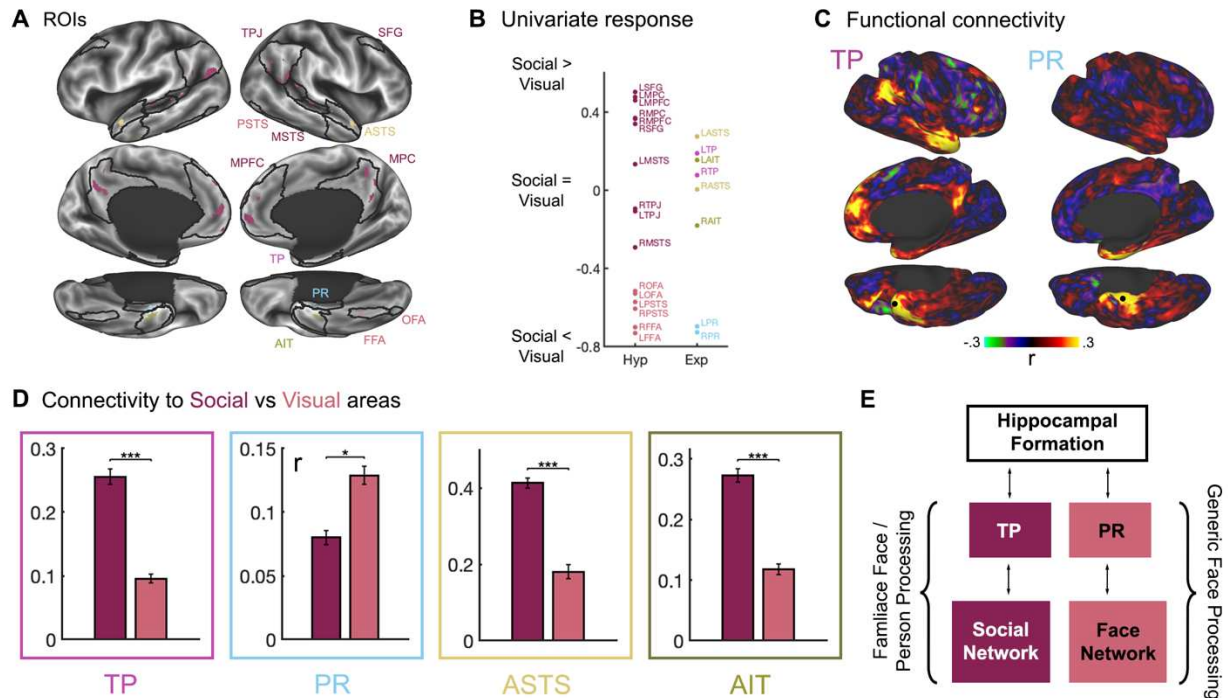 A ROIs
TPJ
SFG
PSTS
MSTS
ASTS
MPFC
MPC
TP
PR
OFA
AIT
FFA
B Univariate response
Social >
Visual
Social =
Visual
Social <
Visual
0.4
0
-0.4
-0.8
LSFG
LMPC
LMPFC
RMPC
RMPFC
RSFG
LMSTS
RTPJ
LTPJ
RMSTS
ROFA
LOFA
LPSTS
RPSTS
RFFA
LFFA
LASTS
LTP
LAIT
RTP
RASTS
RAIT
LPR
RPR
Hyp
Exp
C Functional connectivity
TP
PR
-.3
.3
r
D Connectivity to Social vs Visual areas
0.3
0.2
0.1
0
***
TP
0.15
0.1
0.05
0
r
*
PR
0.4
0.2
0
***
ASTS
0.3
0.2
0.1
0
***
AIT
E
Hippocampal
Formation
TP
PR
Social
Network
Face
Network
Famliace Face /
Person Processing
Generic Face Processing